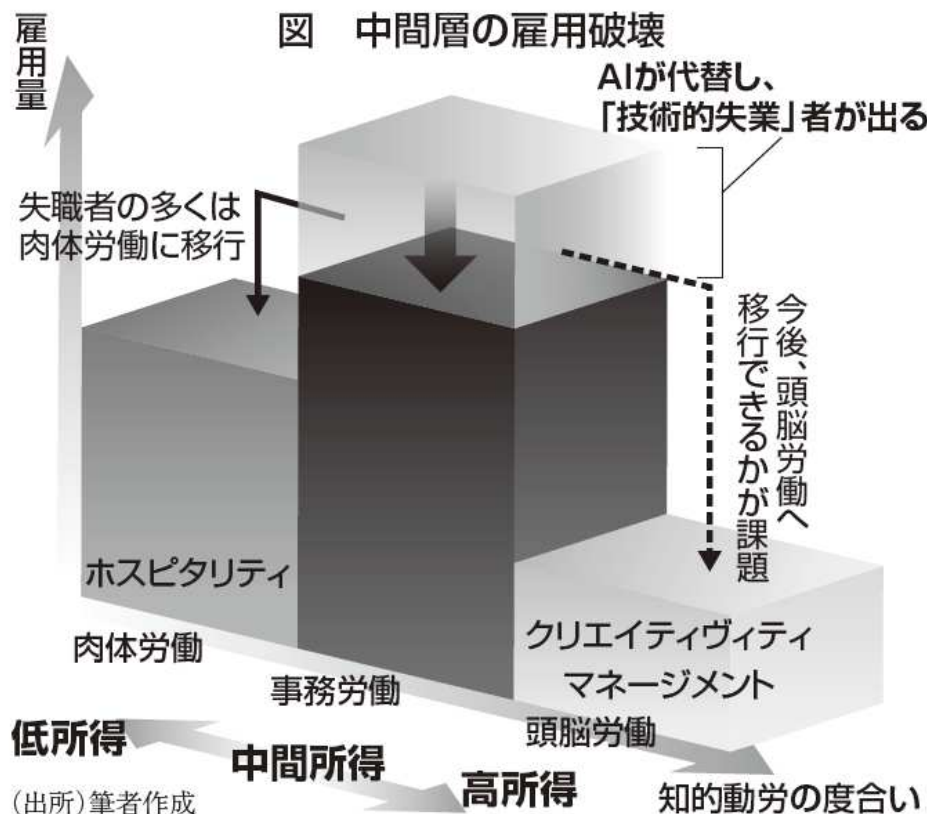 図 中間層の雇用破壊
雇用量
AIが代替し、
「技術的失業」者が出る
失職者の多くは
肉体労働に移行
今後、頭脳労働へ
移行できるかが課題
ホスピタリティ
クリエイティヴィティ
マネージメント
肉体労働
事務労働
頭脳労働
低所得
中間所得
高所得
知的動労の度合い
(出所)筆者作成